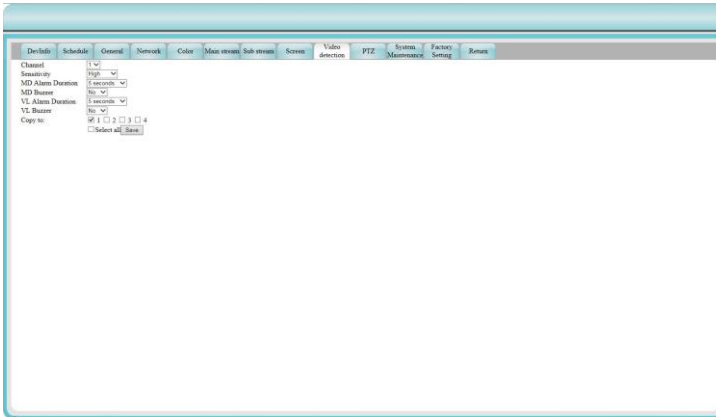 DevInfo Schedule General Network Color Main stream Sub stream Screen Video detection PTZ System Maintenance Factory Setting Return
Channel 1
Sensitivity High
MD Alarm Duration 5 seconds
MD Buzzer No
VL Alarm Duration 5 seconds
VL Buzzer No
Copy to: 1 2 3 4
Select all Save